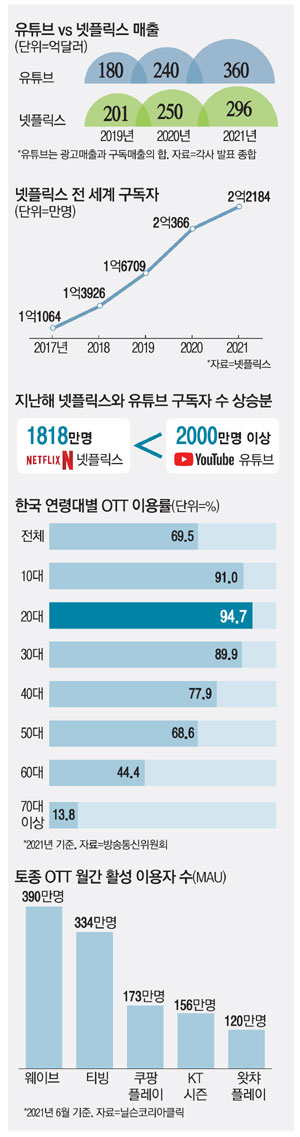 유튜브 vs 넷플릭스 매출
(단위=억달러)
유튜브 180 240 360
넷플릭스 201 250 296
2019년 2020년 2021년
*유튜브는 광고매출과 구독매출의 합. 자료=각사 발표 종합
넷플릭스 전 세계 구독자
(단위=만명)
2억2184
2억366
1억6709
1억3926
1억1064
2017년 2018 2019 2020 2021
*자료=넷플릭스
지난해 넷플릭스와 유튜브 구독자 수 상승분
1818만명 < 2000만명 이상
NETFLIX N 넷플릭스 YouTube 유튜브
한국 연령대별 OTT 이용률(단위=%)
전체 69.5
10대 91.0
20대 94.7
30대 89.9
40대 77.9
50대 68.6
60대 44.4
70대
이상 13.8
*2021년 기준. 자료=방송통신위원회
토종 OTT 월간 활성 이용자 수(MAU)
390만명
334만명
173만명
156만명
120만명
웨이브 티빙 쿠팡 KT 왓챠
플레이 시즌 플레이
*2021년 6월 기준. 자료=닐슨코리아클릭